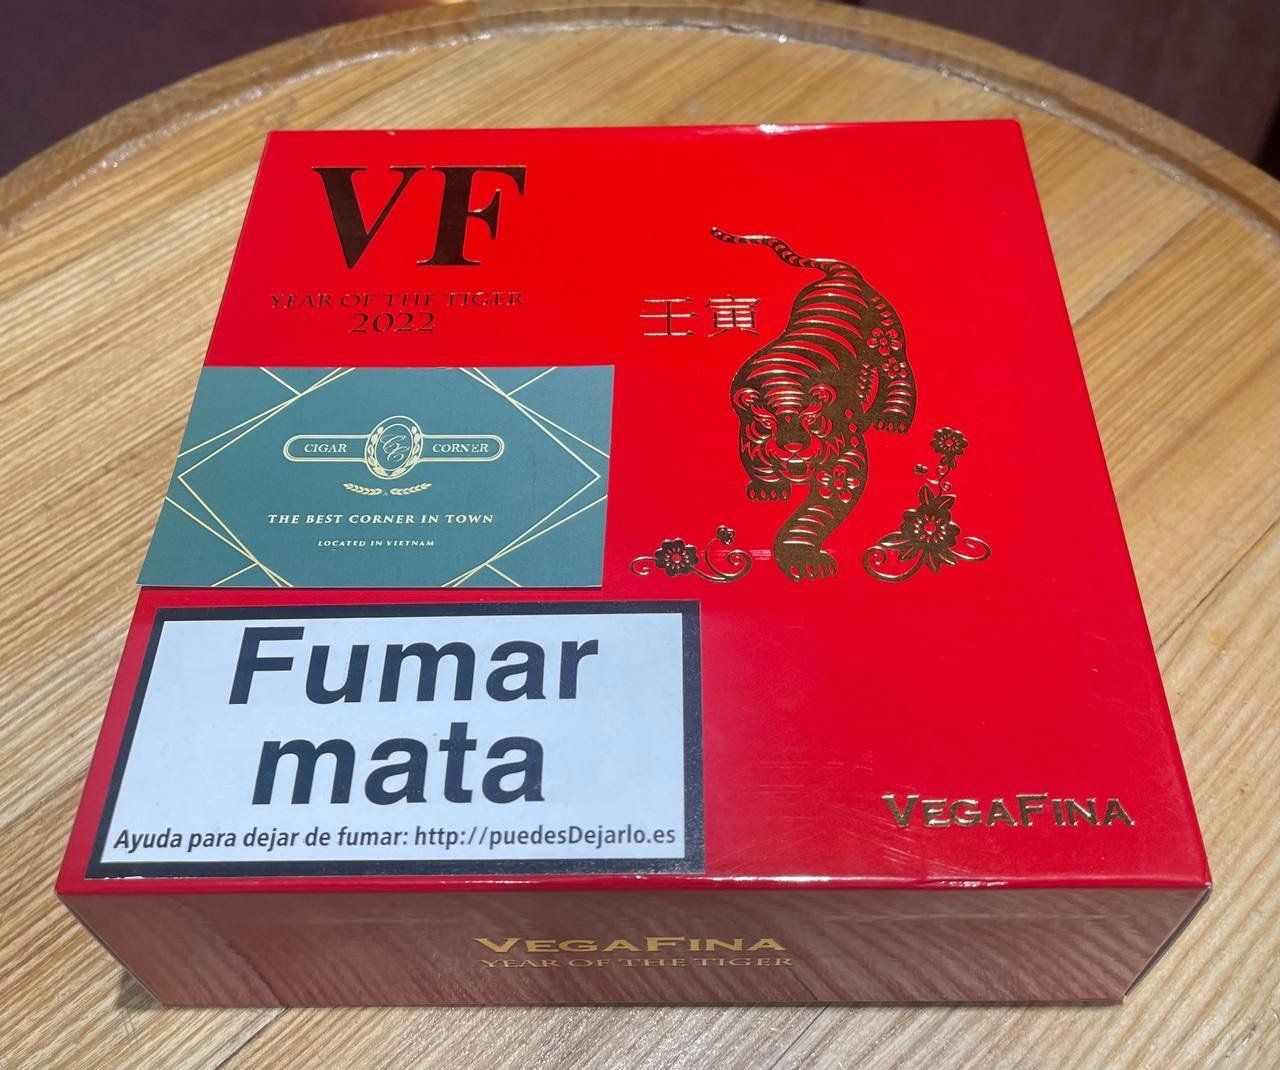 VF
YEAR OF THE TIGER
2022
壬寅
CIGAR CC CORNER
THE BEST CORNER IN TOWN
LOCATED IN VIETNAM
Fumar
mata
Ayuda para dejar de fumar: http://puedesDejarlo.es
VEGAFINA
VEGAFINA
YEAR OF THE TIGER